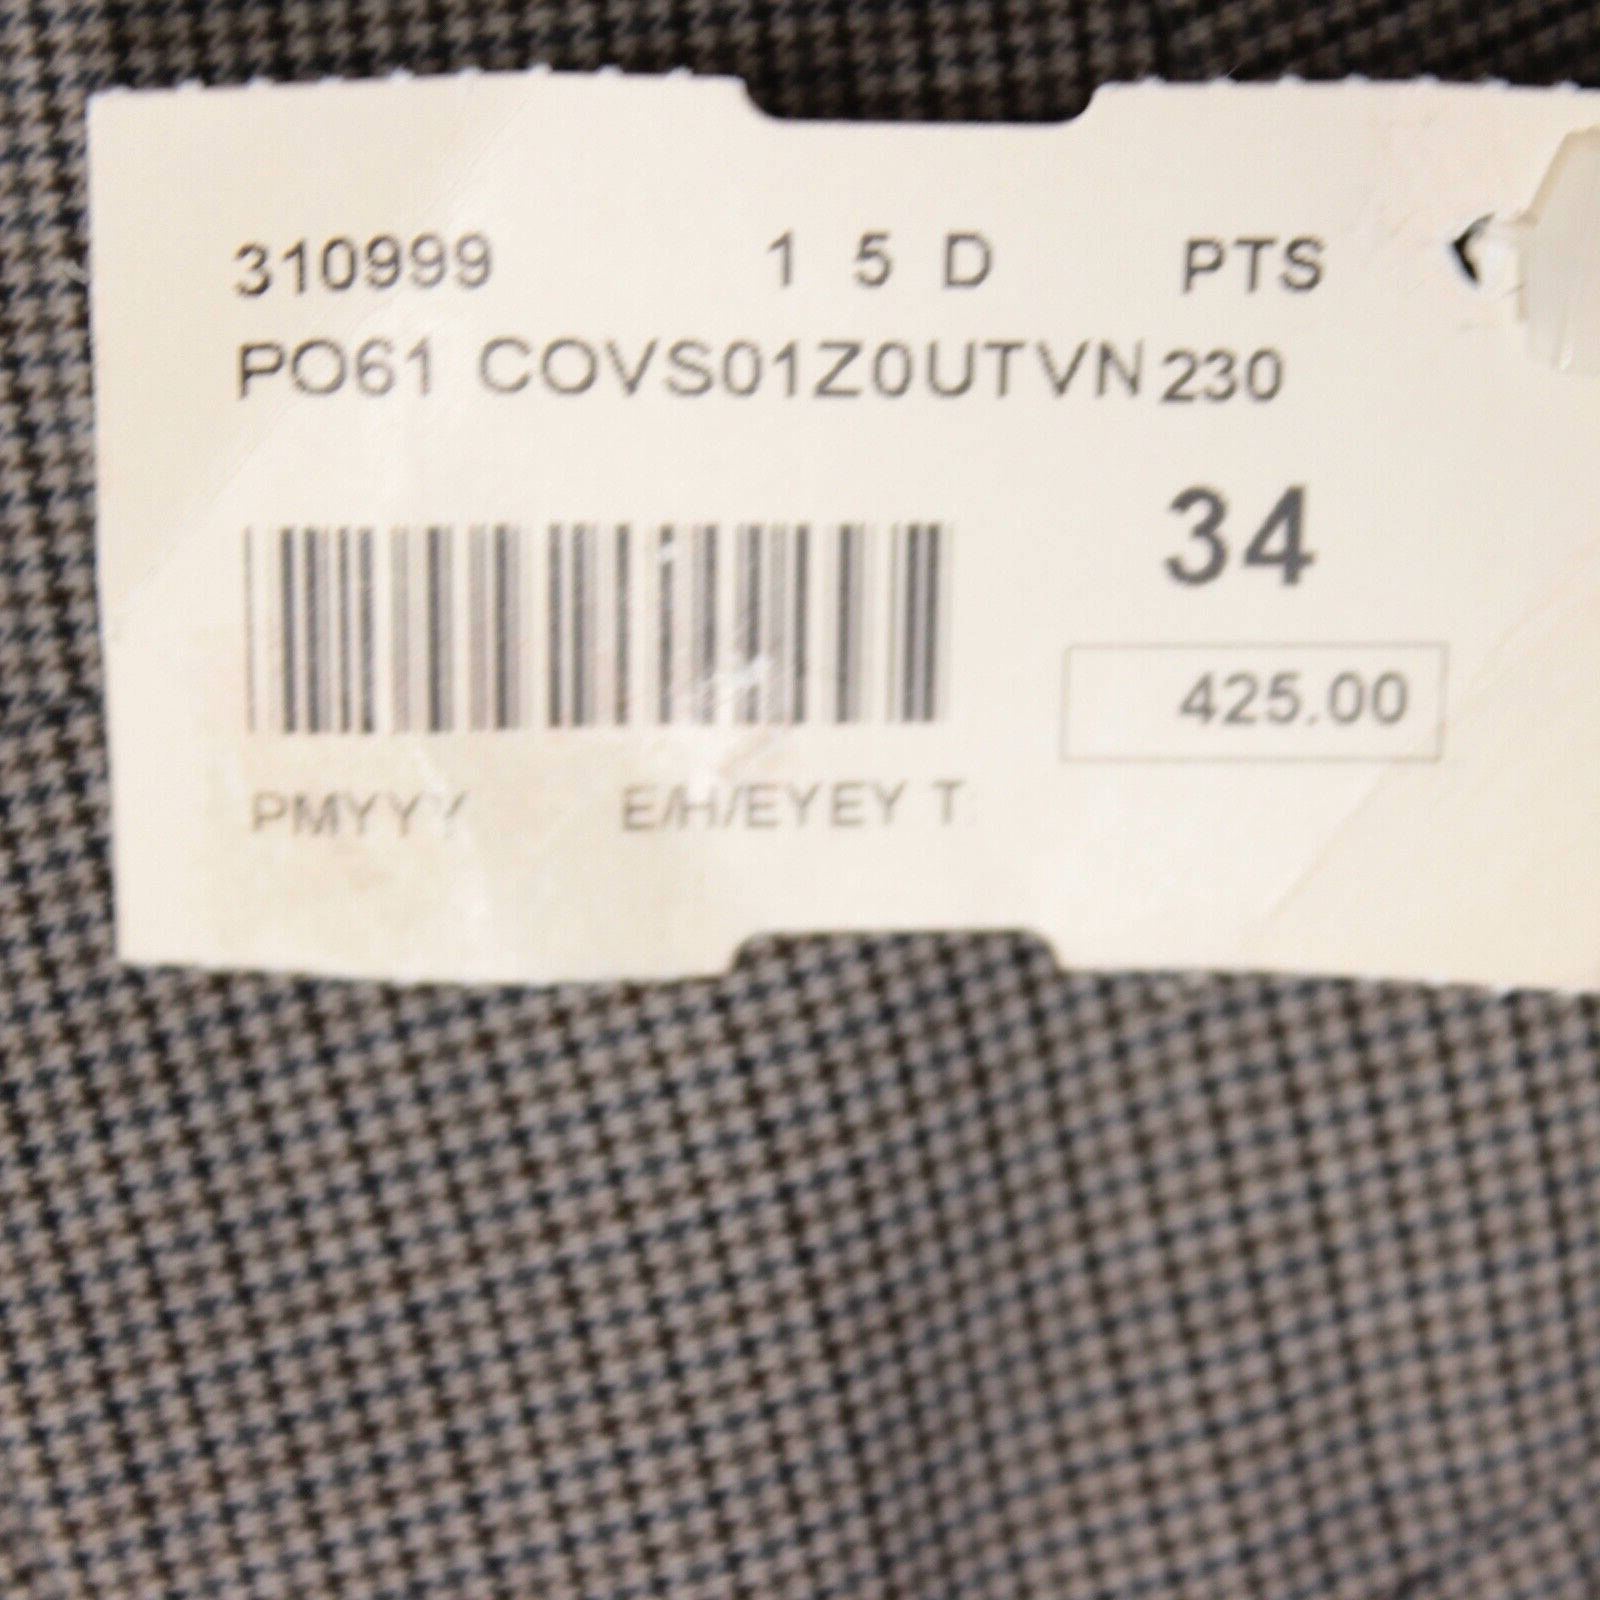 310999 1 5 D PTS
PO61 COVS01Z0UTVN 230
34
425.00
PMYYY E/H/EYEY T